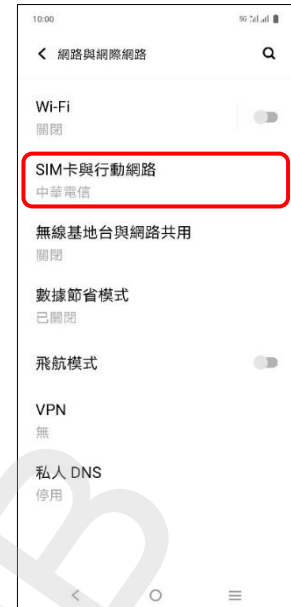 10:00
5G
網路與網際網路
Wi-Fi
關閉
SIM卡與行動網路
中華電信
無線基地台與網路共用
關閉
數據節省模式
已關閉
飛航模式
VPN
無
私人 DNS
停用